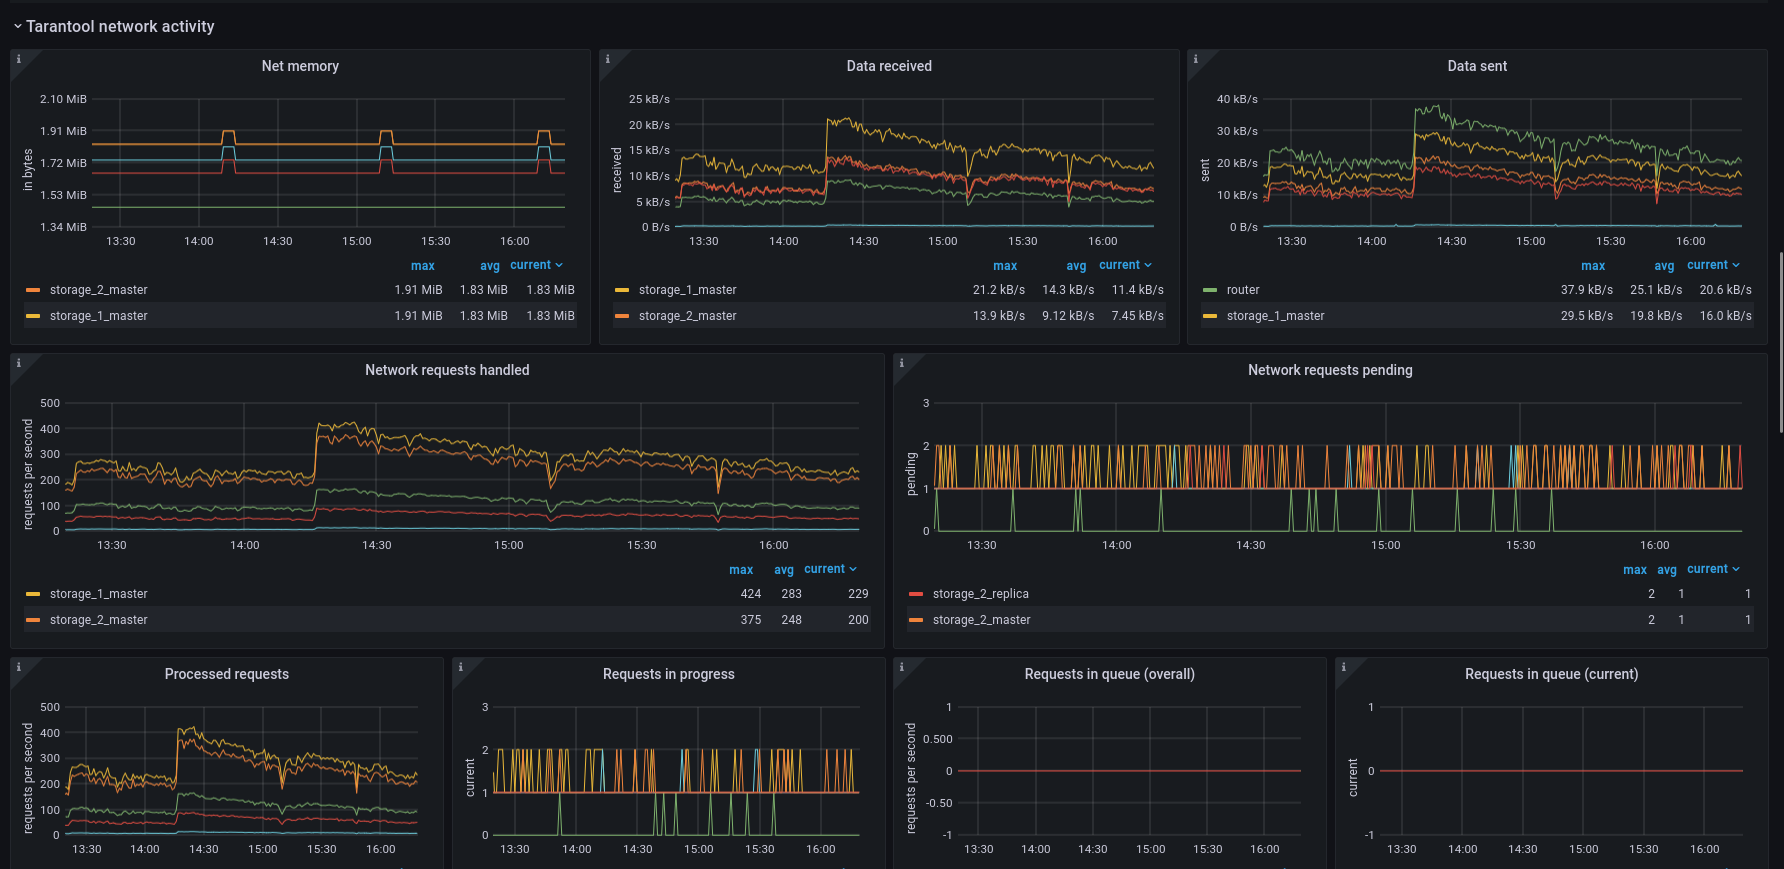 Tarantool network activity
Net memory
in bytes
2.10 MiB
1.91 MiB
1.72 MiB
1.53 MiB
1.34 MiB
13:30 14:00 14:30 15:00 15:30 16:00
max avg current
storage_2_master 1.91 MiB 1.83 MiB 1.83 MiB
storage_1_master 1.91 MiB 1.83 MiB 1.83 MiB
Data received
received
25 kB/s
20 kB/s
15 kB/s
10 kB/s
5 kB/s
0 B/s
13:30 14:00 14:30 15:00 15:30 16:00
max avg current
storage_1_master 21.2 kB/s 14.3 kB/s 11.4 kB/s
storage_2_master 13.9 kB/s 9.12 kB/s 7.45 kB/s
Data sent
sent
40 kB/s
30 kB/s
20 kB/s
10 kB/s
0 B/s
13:30 14:00 14:30 15:00 15:30 16:00
max avg current
router 37.9 kB/s 25.1 kB/s 20.6 kB/s
storage_1_master 29.5 kB/s 19.8 kB/s 16.0 kB/s
Network requests handled
requests per second
500
400
300
200
100
0
13:30 14:00 14:30 15:00 15:30 16:00
max avg current
storage_1_master 424 283 229
storage_2_master 375 248 200
Network requests pending
pending
3
2
1
0
13:30 14:00 14:30 15:00 15:30 16:00
max avg current
storage_2_replica 2 1 1
storage_2_master 2 1 1
Processed requests
requests per second
500
400
300
200
100
0
13:30 14:00 14:30 15:00 15:30 16:00
Requests in progress
current
3
2
1
0
13:30 14:00 14:30 15:00 15:30 16:00
Requests in queue (overall)
requests per second
1
0.500
0
-0.50
-1
13:30 14:00 14:30 15:00 15:30 16:00
Requests in queue (current)
current
1
0
-1
13:30 14:00 14:30 15:00 15:30 16:00